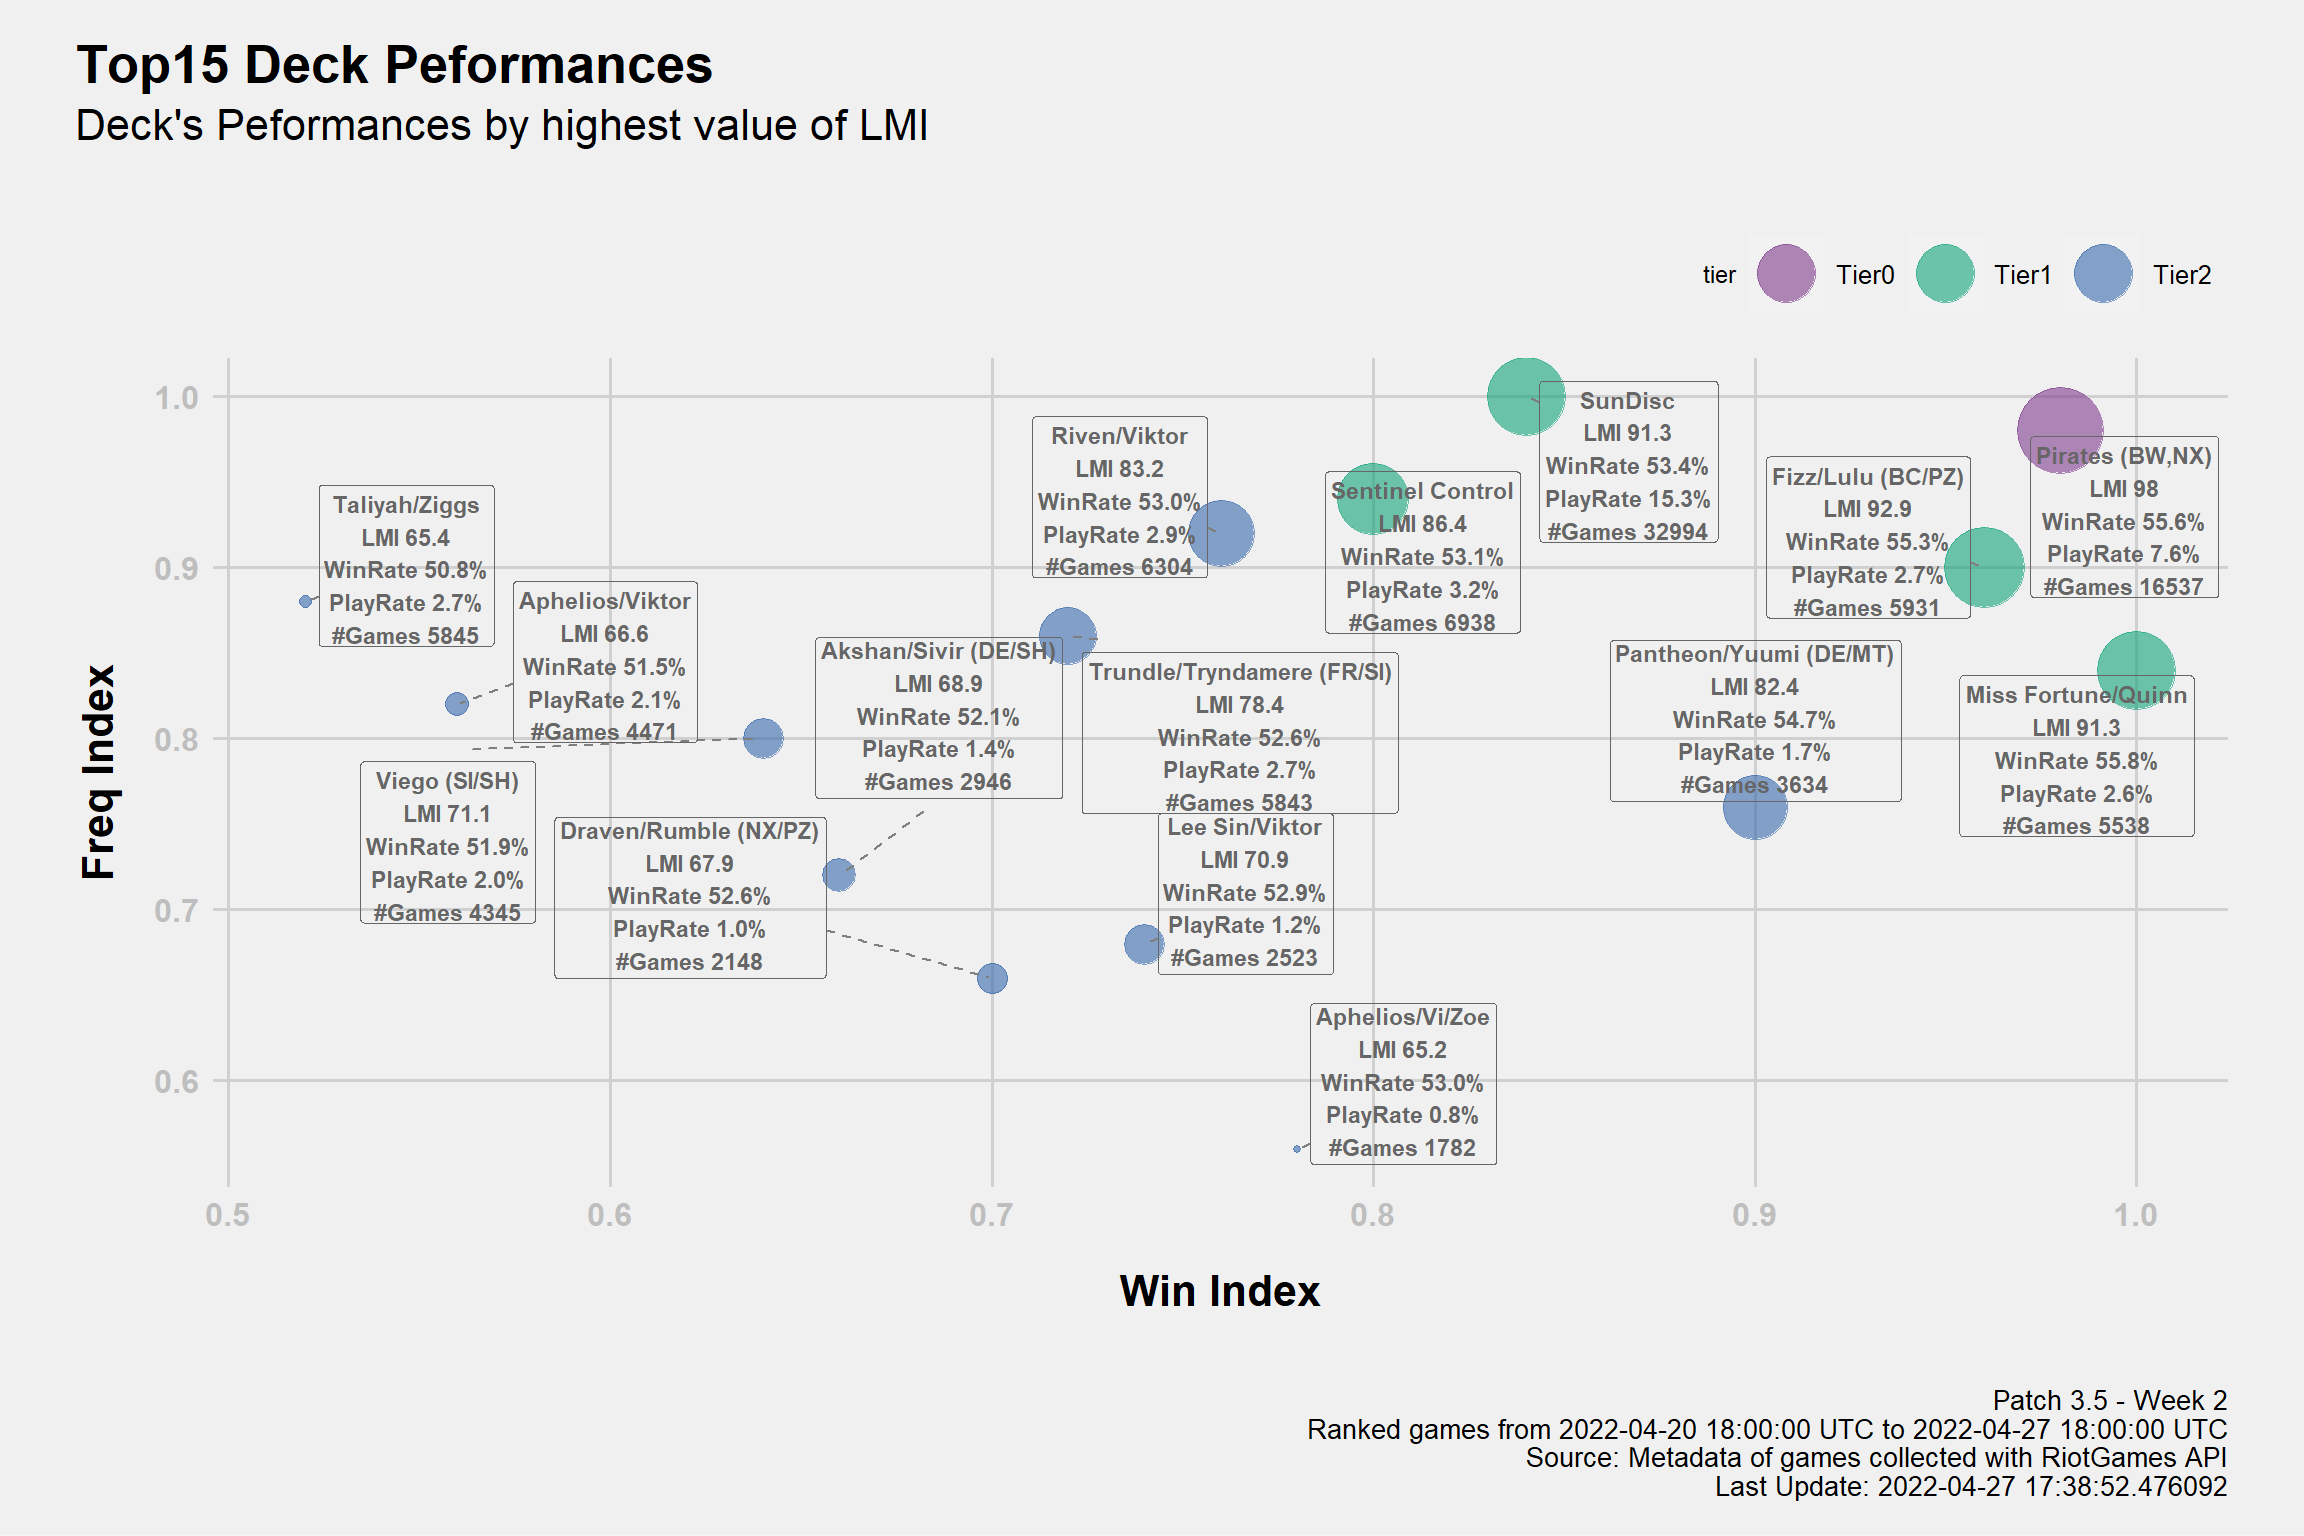 Top15 Deck Peformances
Deck's Peformances by highest value of LMI
tier
Tier0
Tier1
Tier2
Freq Index
1.0
0.9
0.8
0.7
0.6
SunDisc
LMI 91.3
WinRate 53.4%
PlayRate 15.3%
#Games 32994
Riven/Viktor
LMI 83.2
WinRate 53.0%
PlayRate 2.9%
#Games 6304
Pirates (BW,NX)
LMI 98
WinRate 55.6%
PlayRate 7.6%
#Games 16537
Fizz/Lulu (BC/PZ)
LMI 92.9
WinRate 55.3%
PlayRate 2.7%
#Games 5931
Sentinel Control
LMI 86.4
WinRate 53.1%
PlayRate 3.2%
#Games 6938
Taliyah/Ziggs
LMI 65.4
WinRate 50.8%
PlayRate 2.7%
#Games 5845
Aphelios/Viktor
LMI 66.6
WinRate 51.5%
PlayRate 2.1%
#Games 4471
Akshan/Sivir (DE/SH)
LMI 68.9
WinRate 52.1%
PlayRate 1.4%
#Games 2946
Trundle/Tryndamere (FR/SI)
LMI 78.4
WinRate 52.6%
PlayRate 2.7%
#Games 5843
Pantheon/Yuumi (DE/MT)
LMI 82.4
WinRate 54.7%
PlayRate 1.7%
#Games 3634
Miss Fortune/Quinn
LMI 91.3
WinRate 55.8%
PlayRate 2.6%
#Games 5538
Viego (SI/SH)
LMI 71.1
WinRate 51.9%
PlayRate 2.0%
#Games 4345
Draven/Rumble (NX/PZ)
LMI 67.9
WinRate 52.6%
PlayRate 1.0%
#Games 2148
Lee Sin/Viktor
LMI 70.9
WinRate 52.9%
PlayRate 1.2%
#Games 2523
Aphelios/Vi/Zoe
LMI 65.2
WinRate 53.0%
PlayRate 0.8%
#Games 1782
0.5
0.6
0.7
0.8
0.9
1.0
Win Index
Patch 3.5 - Week 2
Ranked games from 2022-04-20 18:00:00 UTC to 2022-04-27 18:00:00 UTC
Source: Metadata of games collected with RiotGames API
Last Update: 2022-04-27 17:38:52.476092